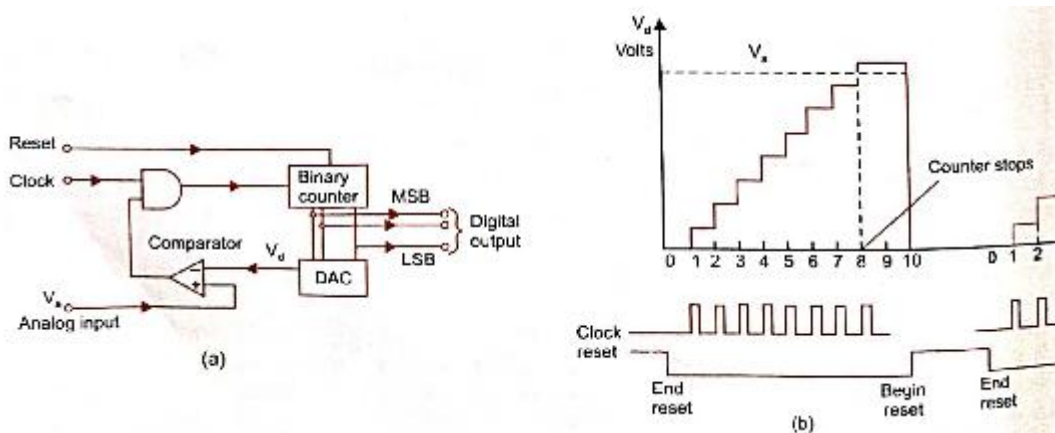 Reset
Clock
Binary
counter
MSB
Digital
output
LSB
Comparator
Vd
DAC
−
+
Va
Analog input
(a)
Vd
Volts
Va
Counter stops
0 1 2 3 4 5 6 7 8 9 10 0 1 2
Clock
reset
End
reset
Begin
reset
End
reset
(b)